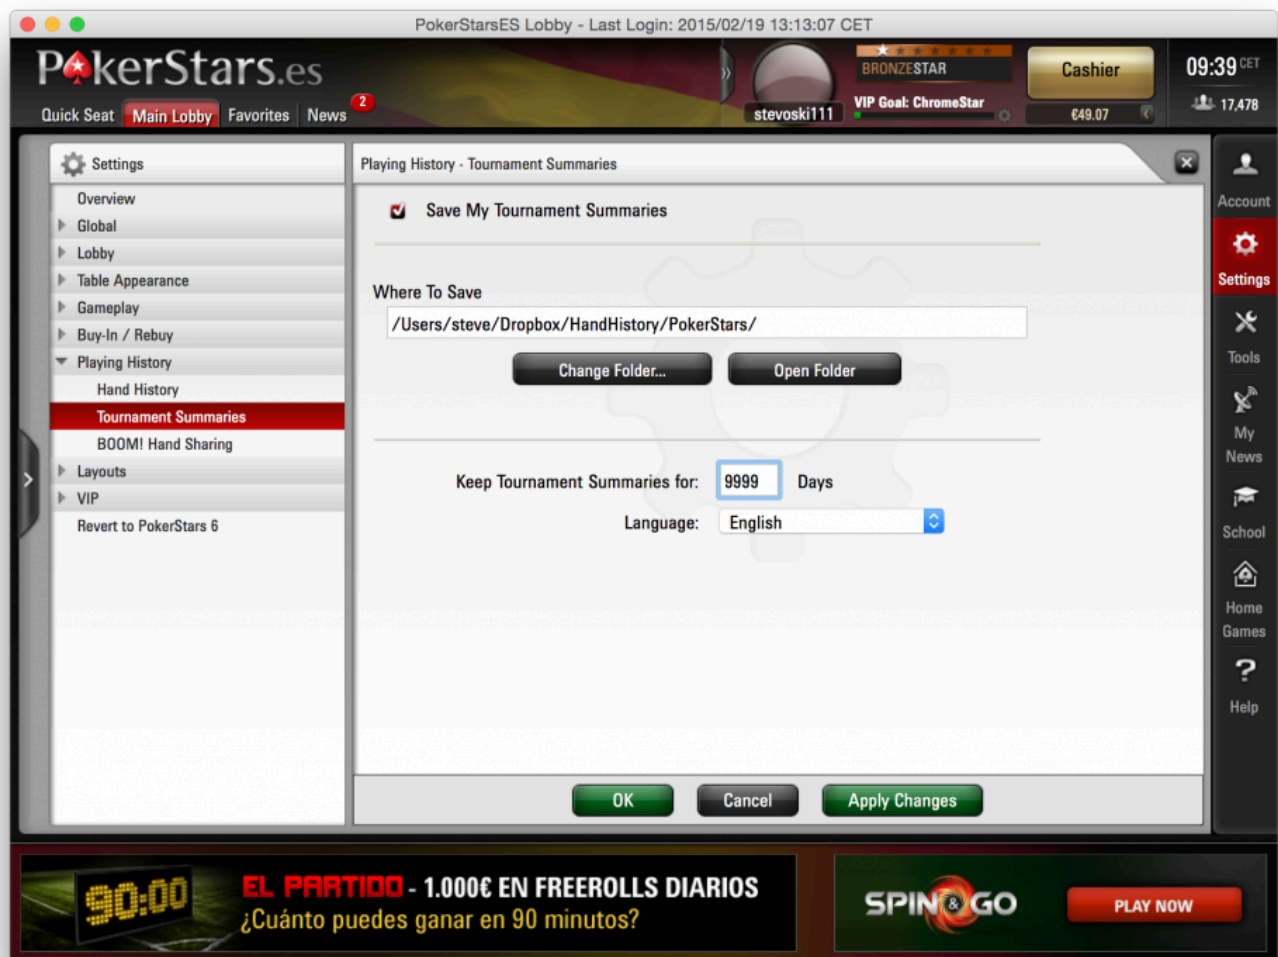 PokerStarsES Lobby - Last Login: 2015/02/19 13:13:07 CET
PokerStars.es
BRONZESTAR
Cashier
09:39 CET
VIP Goal: ChromeStar
17,478
stevoski111
€49.07
Quick Seat Main Lobby Favorites News 2
Settings
Overview
Global
Lobby
Table Appearance
Gameplay
Buy-In / Rebuy
Playing History
Hand History
Tournament Summaries
BOOM! Hand Sharing
Layouts
VIP
Revert to PokerStars 6
Playing History - Tournament Summaries
Save My Tournament Summaries
Where To Save
/Users/steve/Dropbox/HandHistory/PokerStars/
Change Folder... Open Folder
Keep Tournament Summaries for: 9999 Days
Language: English
OK Cancel Apply Changes
Account
Settings
Tools
My
News
School
Home
Games
Help
90:00
EL PARTIDO - 1.000€ EN FREEROLLS DIARIOS
¿Cuánto puedes ganar en 90 minutos?
SPIN & GO
PLAY NOW